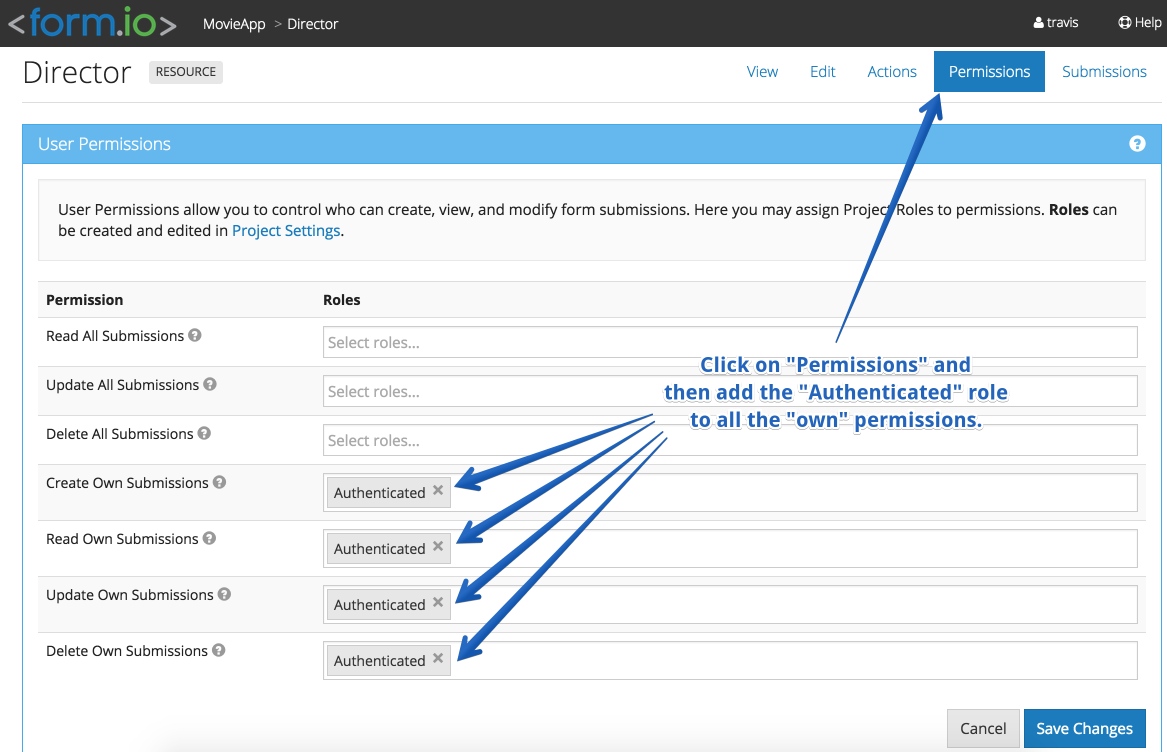 <form.io> MovieApp > Director travis Help
Director RESOURCE View Edit Actions Permissions Submissions
User Permissions ?
User Permissions allow you to control who can create, view, and modify form submissions. Here you may assign Project Roles to permissions. Roles can
be created and edited in Project Settings.
Permission Roles
Read All Submissions ? Select roles...
Update All Submissions ? Select roles...
Delete All Submissions ? Select roles...
Click on "Permissions" and
then add the "Authenticated" role
to all the "own" permissions.
Create Own Submissions ? Authenticated ×
Read Own Submissions ? Authenticated ×
Update Own Submissions ? Authenticated ×
Delete Own Submissions ? Authenticated ×
Cancel Save Changes